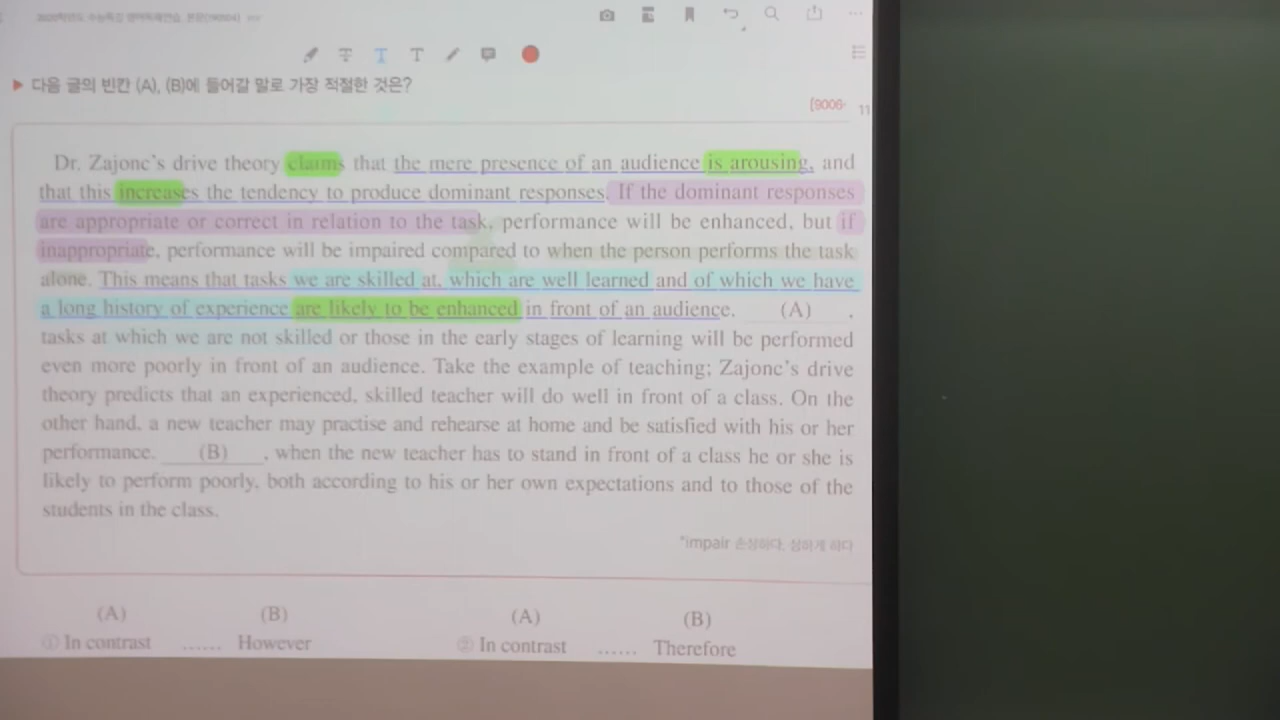 ▶ 다음 글의 빈칸 (A), (B)에 들어갈 말로 가장 적절한 것은?
[9006-
11
Dr. Zajonc's drive theory claims that the mere presence of an audience is arousing, and
that this increases the tendency to produce dominant responses. If the dominant responses
are appropriate or correct in relation to the task, performance will be enhanced, but if
inappropriate, performance will be impaired compared to when the person performs the task
alone. This means that tasks we are skilled at, which are well learned and of which we have
a long history of experience are likely to be enhanced in front of an audience. (A) ,
tasks at which we are not skilled or those in the early stages of learning will be performed
even more poorly in front of an audience. Take the example of teaching; Zajonc's drive
theory predicts that an experienced, skilled teacher will do well in front of a class. On the
other hand, a new teacher may practise and rehearse at home and be satisfied with his or her
performance. (B) , when the new teacher has to stand in front of a class he or she is
likely to perform poorly, both according to his or her own expectations and to those of the
students in the class.
*impair 손상하다, 상하게 하다
(A) (B) (A) (B)
① In contrast ...... However ② In contrast ...... Therefore